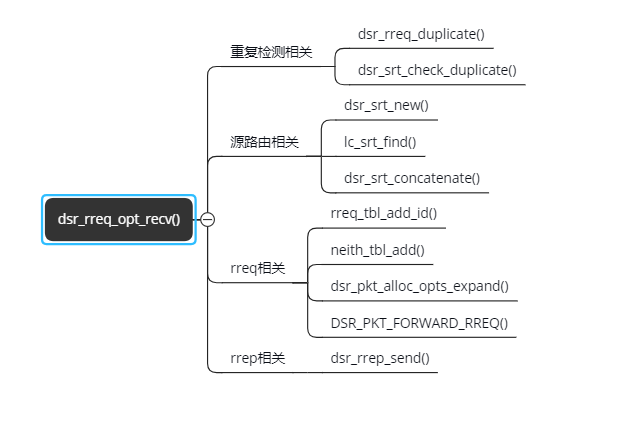 dsr_rreq_opt_recv()
重复检测相关
dsr_rreq_duplicate()
dsr_srt_check_duplicate()
源路由相关
dsr_srt_new()
lc_srt_find()
dsr_srt_concatenate()
rreq相关
rreq_tbl_add_id()
neith_tbl_add()
dsr_pkt_alloc_opts_expand()
DSR_PKT_FORWARD_RREQ()
rrep相关
dsr_rrep_send()